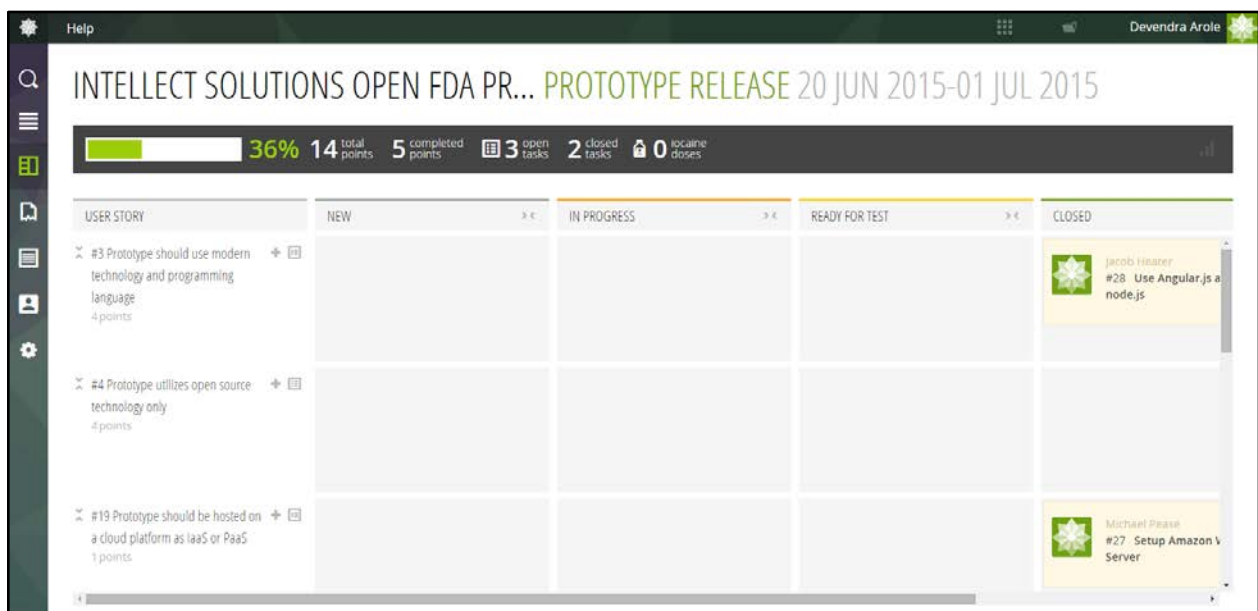 Help
Devendra Arole
INTELLECT SOLUTIONS OPEN FDA PR... PROTOTYPE RELEASE 20 JUN 2015-01 JUL 2015
36% 14 total points 5 completed points 3 open tasks 2 closed tasks 0 iocaine doses
USER STORY NEW IN PROGRESS READY FOR TEST CLOSED
#3 Prototype should use modern
technology and programming
language
4 points
Jacob Hearer
#28 Use Angular.js a
node.js
#4 Prototype utilizes open source
technology only
4 points
#19 Prototype should be hosted on
a cloud platform as IaaS or PaaS
1 points
Michael Pease
#27 Setup Amazon
Server